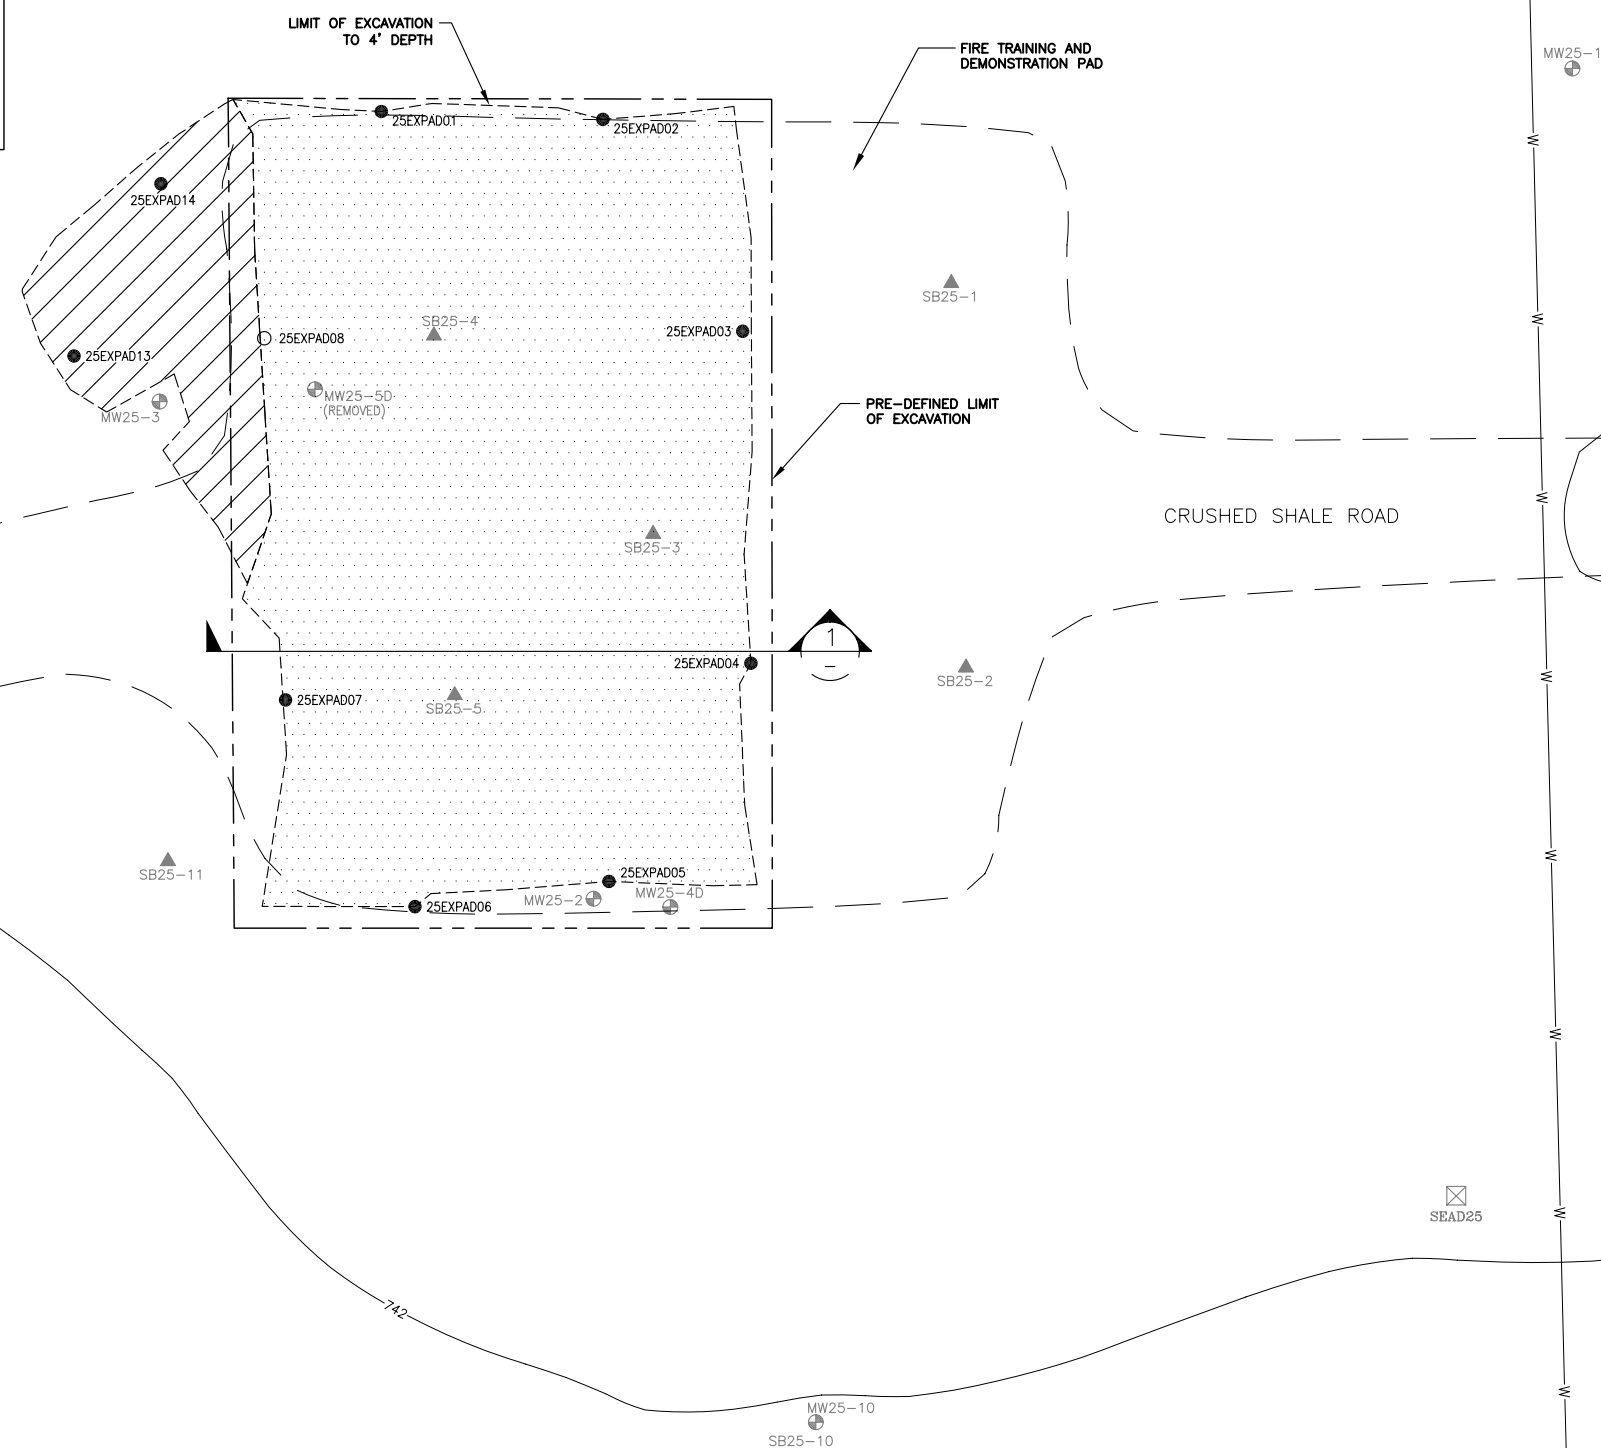 LIMIT OF EXCAVATION
TO 4' DEPTH
FIRE TRAINING AND
DEMONSTRATION PAD
MW25-1
25EXPAD01
25EXPAD02
W
25EXPAD14
SB25-1
SB25-4
25EXPAD03
W
25EXPAD08
25EXPAD13
MW25-5D
(REMOVED)
MW25-3
PRE-DEFINED LIMIT
OF EXCAVATION
W
CRUSHED SHALE ROAD
SB25-3
1
-
25EXPAD04
SB25-2
W
25EXPAD07
SB25-5
W
SB25-11
25EXPAD05
MW25-4D
MW25-2
25EXPAD06
W
W
SEAD25
742
W
MW25-10
SB25-10